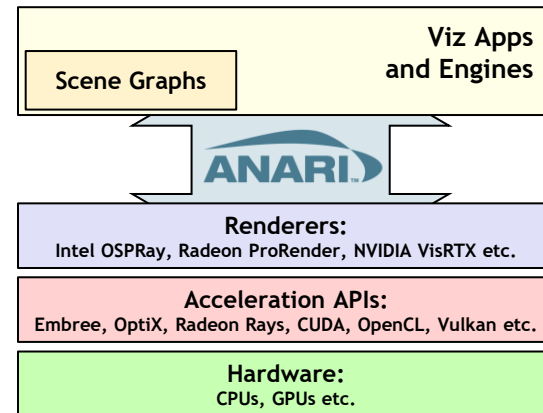 Viz Apps
and Engines
Scene Graphs
ANARI™
Renderers:
Intel OSPRay, Radeon ProRender, NVIDIA VisRTX etc.
Acceleration APIs:
Embree, OptiX, Radeon Rays, CUDA, OpenCL, Vulkan etc.
Hardware:
CPUs, GPUs etc.